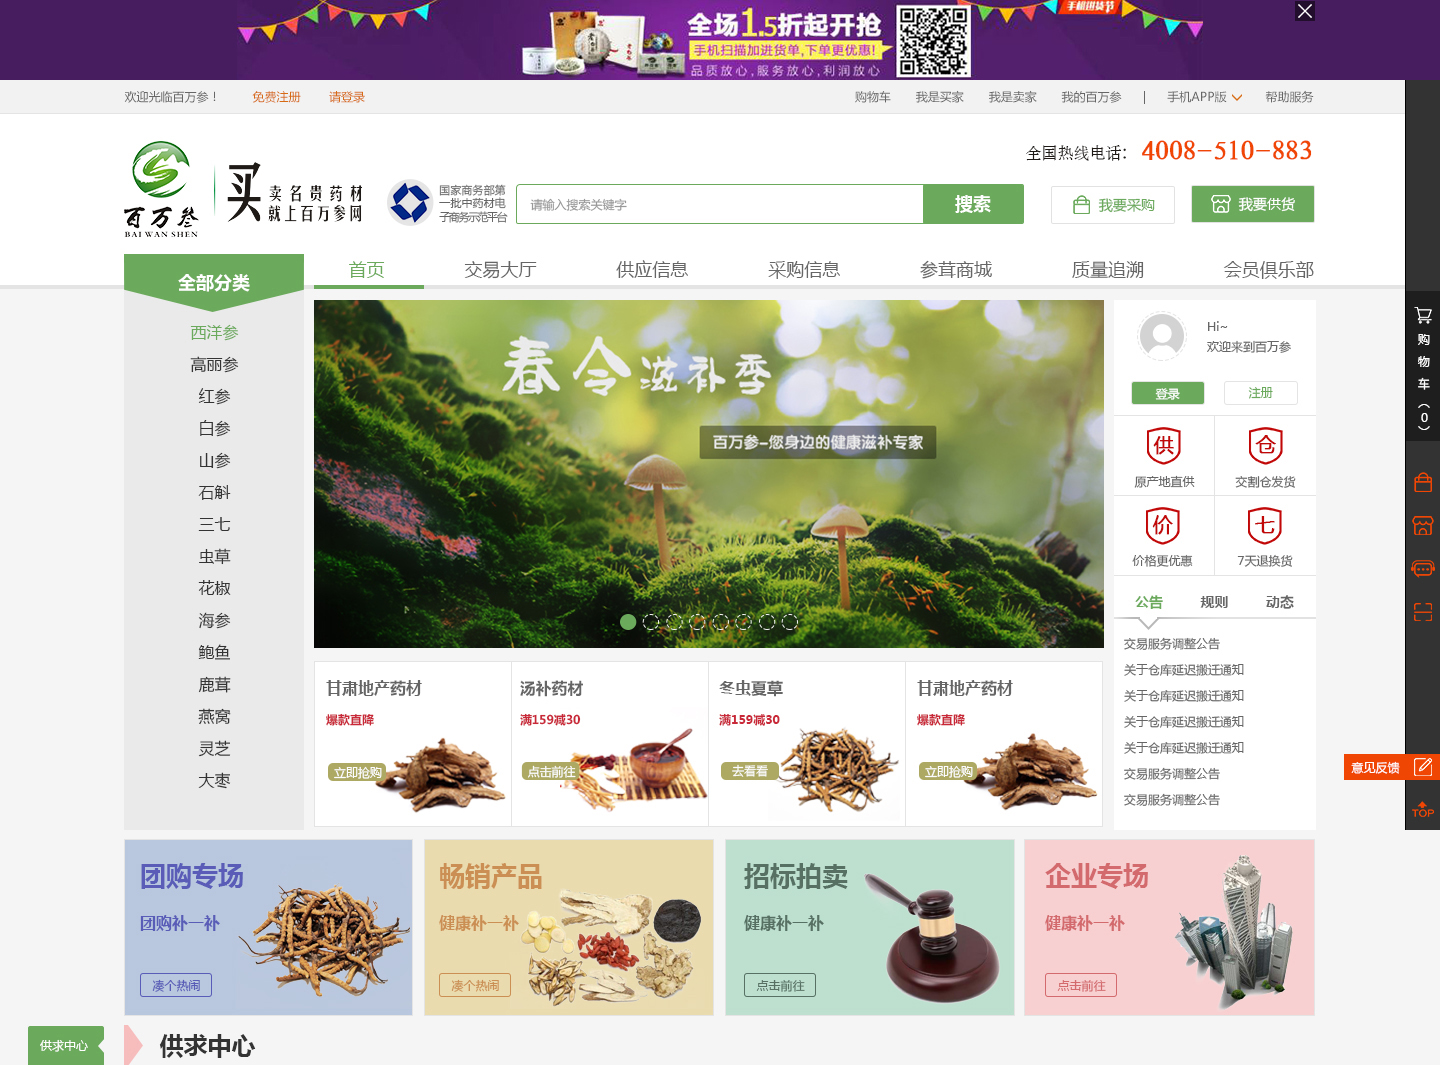 全场1.5折起开抢
手机扫描加进货单,下单更优惠!
品质放心,服务放心,利润放心
手机进货节
欢迎光临百万参！ 免费注册 请登录
购物车 我是买家 我是卖家 我的百万参 | 手机APP版 帮助服务
百万参
BAI WAN SHEN
买
卖名贵药材
就上百万参网
国家商务部第
一批中药材电
子商务示范平台
全国热线电话： 4008-510-883
请输入搜索关键字 搜索
我要采购 我要供货
全部分类
首页 交易大厅 供应信息 采购信息 参茸商城 质量追溯 会员俱乐部
西洋参
高丽参
红参
白参
山参
石斛
三七
虫草
花椒
海参
鲍鱼
鹿茸
燕窝
灵芝
大枣
春令滋补季
百万参-您身边的健康滋补专家
Hi~
欢迎来到百万参
登录 注册
供 仓
原产地直供 交割仓发货
价 七
价格更优惠 7天退换货
公告 规则 动态
交易服务调整公告
关于仓库延迟搬迁通知
关于仓库延迟搬迁通知
关于仓库延迟搬迁通知
关于仓库延迟搬迁通知
交易服务调整公告
交易服务调整公告
甘肃地产药材
爆款直降
立即抢购
汤补药材
满159减30
点击前往
冬虫夏草
满159减30
去看看
甘肃地产药材
爆款直降
立即抢购
购物车（0）
意见反馈
TOP
团购专场
团购补一补
凑个热闹
畅销产品
健康补一补
凑个热闹
招标拍卖
健康补一补
点击前往
企业专场
健康补一补
点击前往
供求中心
供求中心